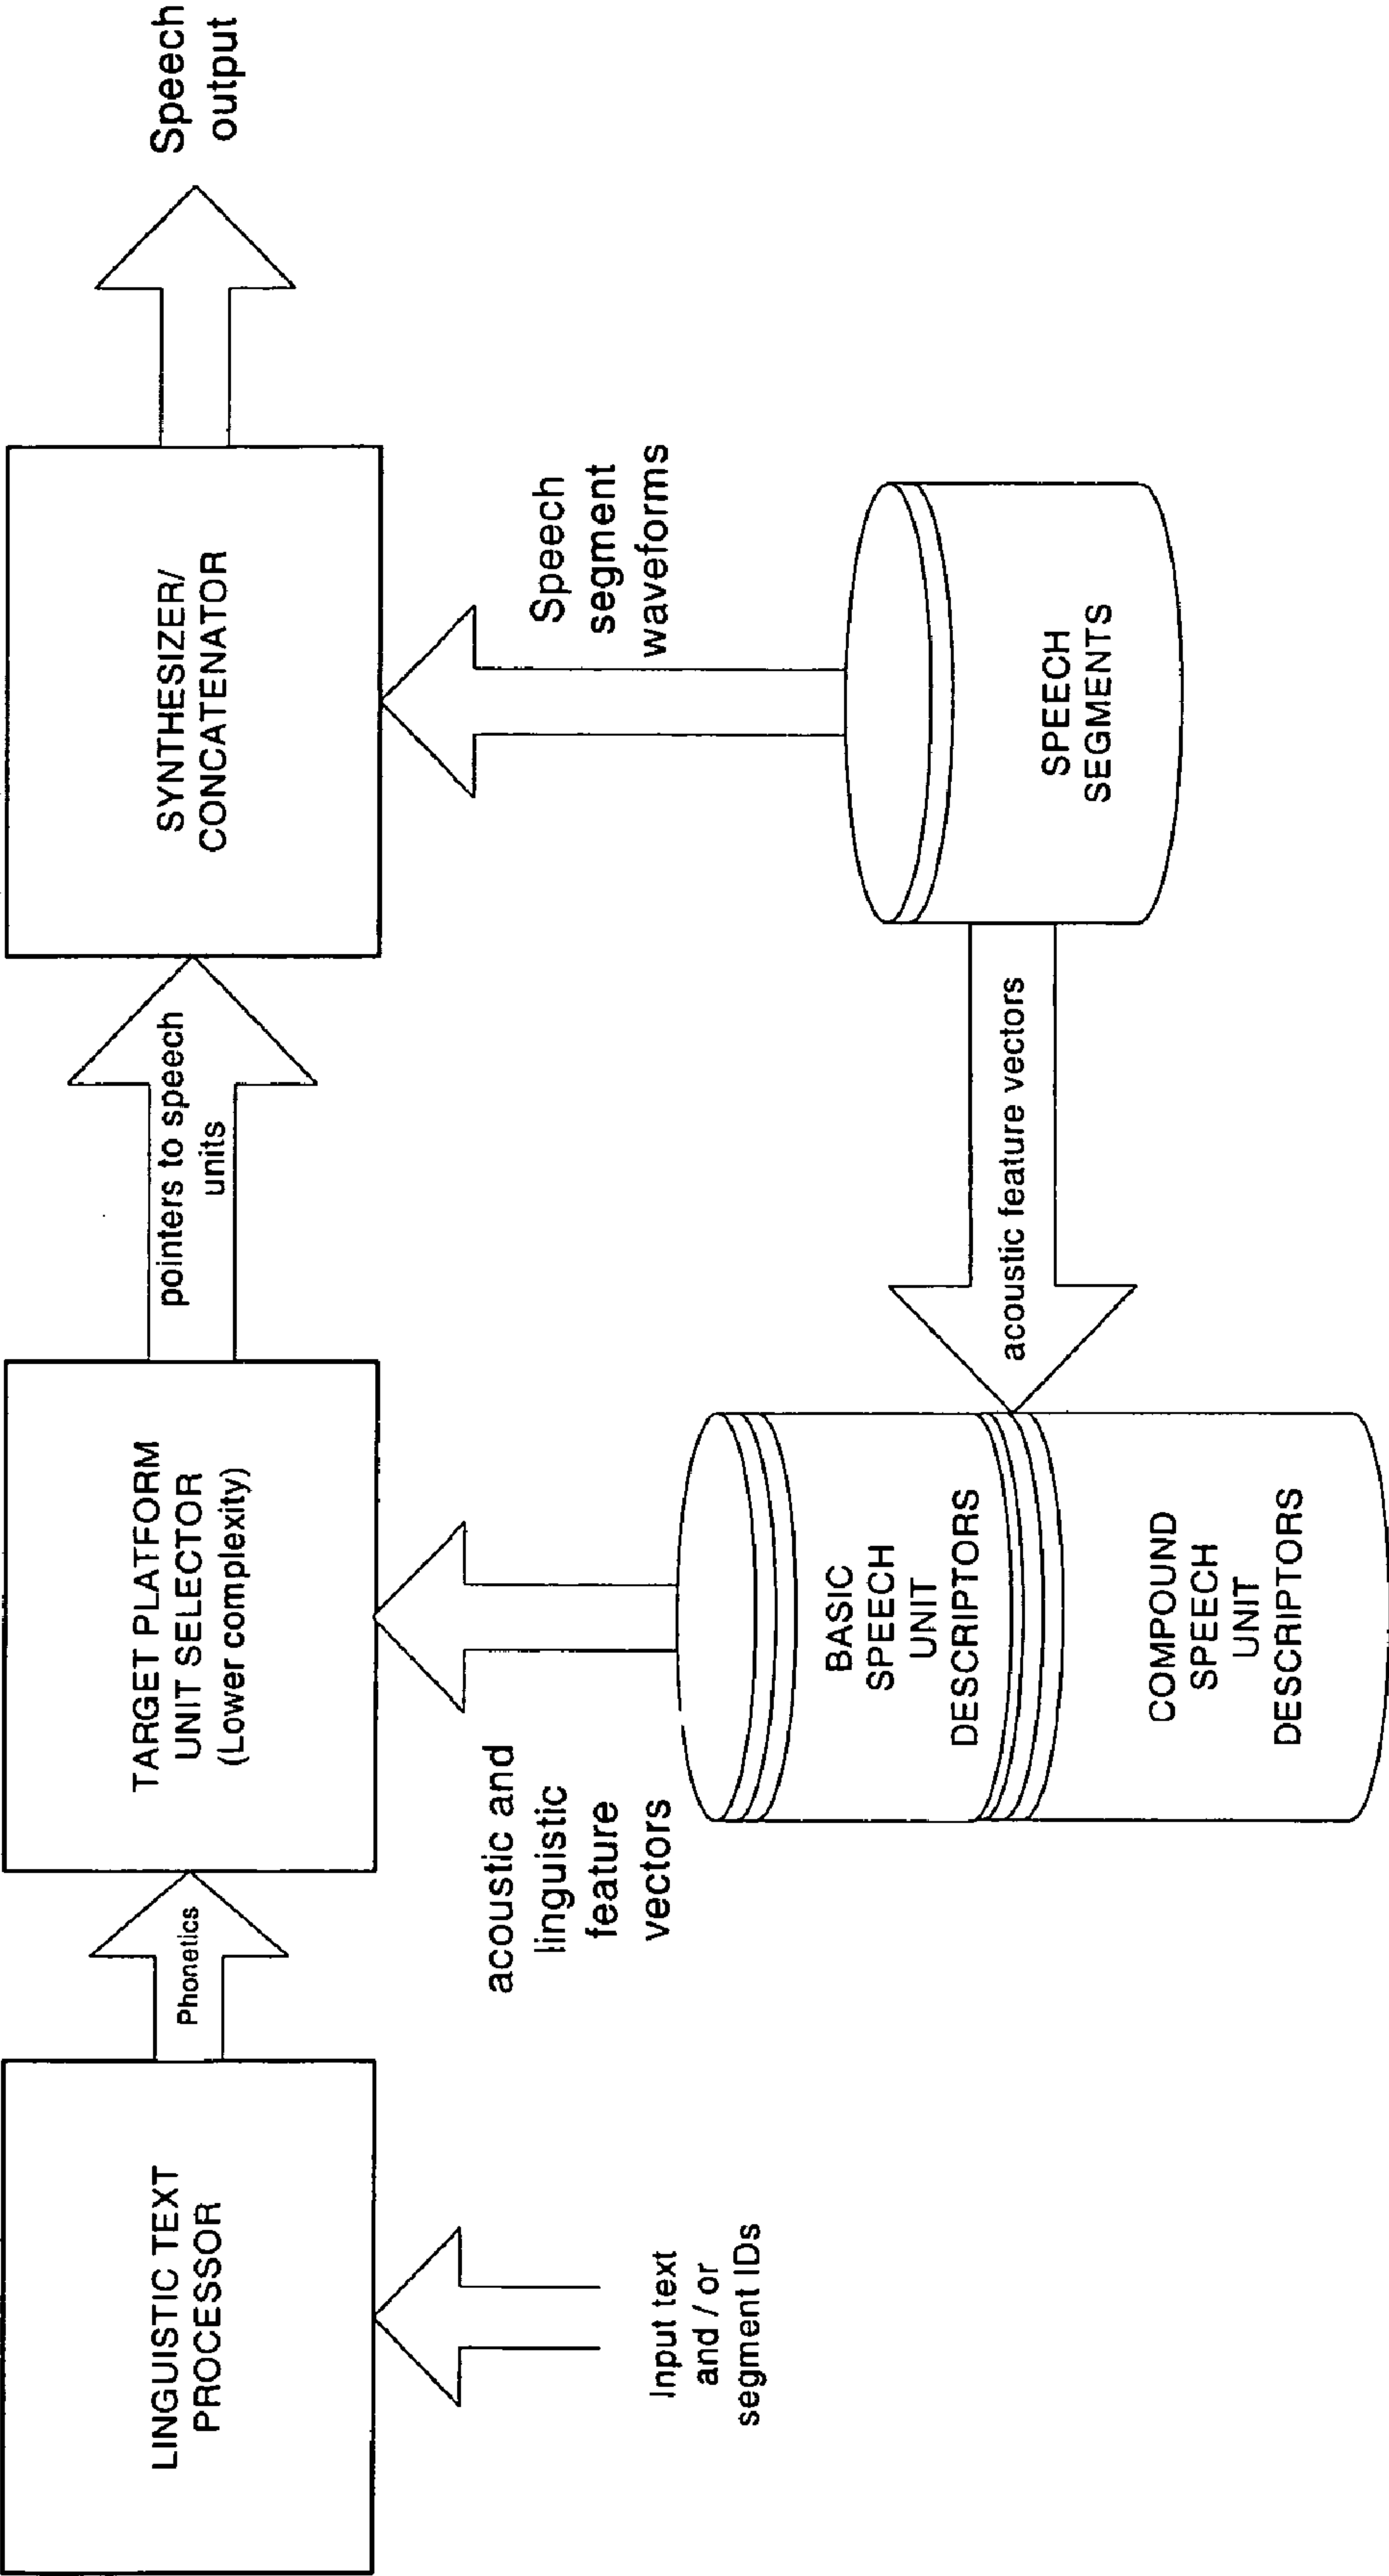 LINGUISTIC TEXT
PROCESSOR
Phonetics
TARGET PLATFORM
UNIT SELECTOR
(Lower complexity)
pointers to speech
units
SYNTHESIZER/
CONCATENATOR
Speech
output
Input text
and / or
segment IDs
acoustic and
linguistic
feature
vectors
Speech
segment
waveforms
BASIC
SPEECH
UNIT
DESCRIPTORS
COMPOUND
SPEECH
UNIT
DESCRIPTORS
acoustic feature vectors
SPEECH
SEGMENTS